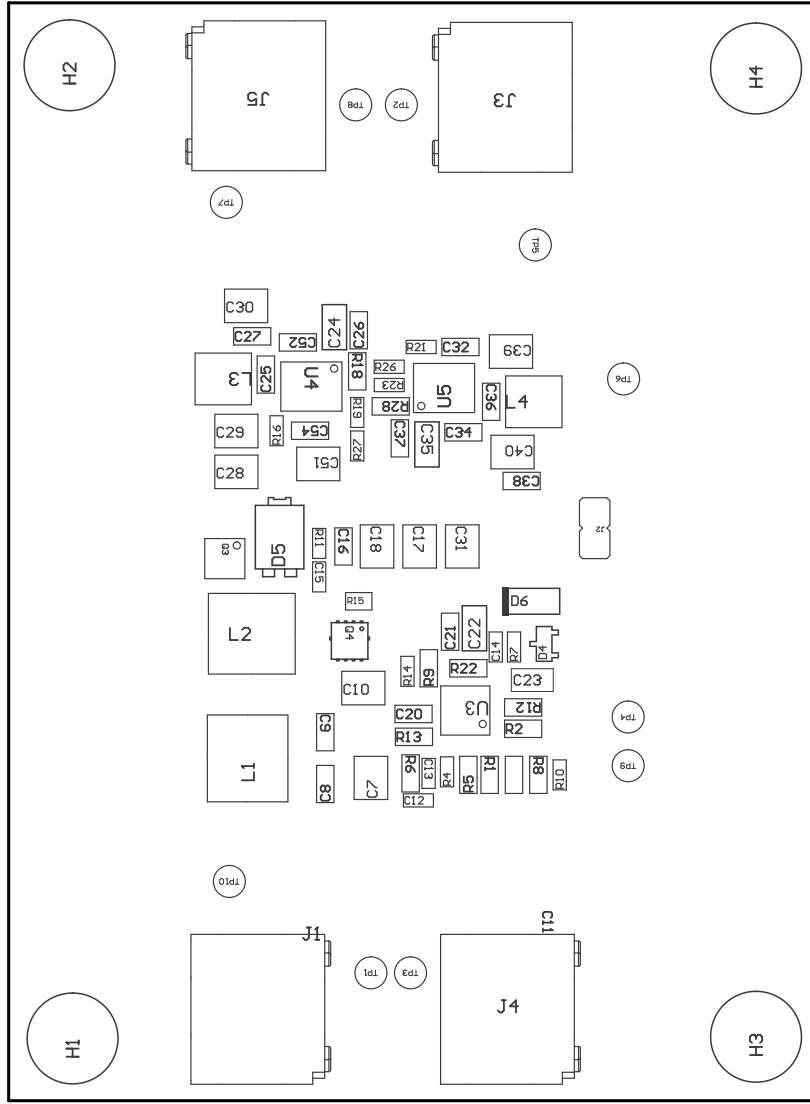 H2
J5
TP8
TP2
J3
H4
TP7
TP5
C30
C27
C52
C24
C26
R21
C32
C39
L3
C25
U4
R18
R26
R23
U5
C36
L4
TP6
C29
R16
C54
R19
R28
C37
C35
C34
C28
C51
R27
C40
C38
Q3
D5
R11
C16
C18
C17
C31
J2
C15
L2
R15
Q4
D6
C21
C22
C14
R7
D4
C10
R14
R9
R22
C23
L1
C9
C20
U3
R12
R13
R2
TP4
C8
C7
R6
C13
R4
R5
R1
R8
R10
TP9
C12
TP10
J1
C11
TP1
TP3
J4
H1
H3